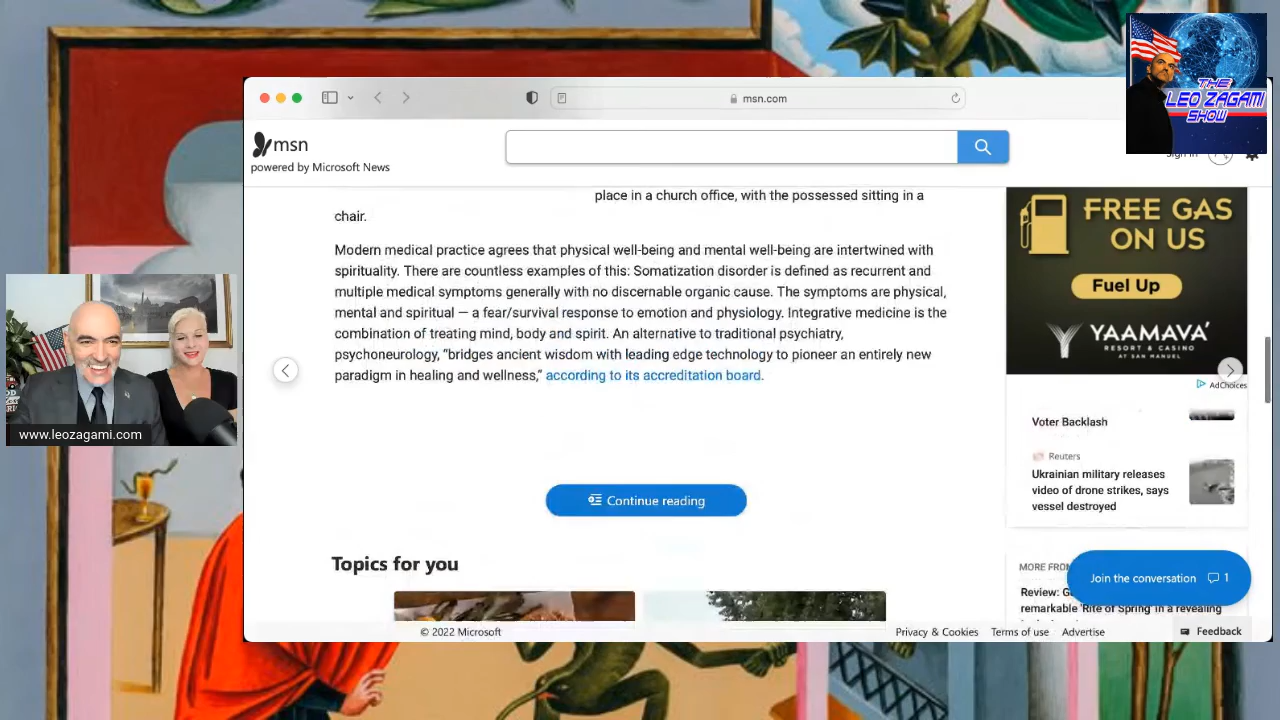 THE
LEO ZAGAMI
SHOW
msn.com
msn
powered by Microsoft News
place in a church office, with the possessed sitting in a
chair.
Modern medical practice agrees that physical well-being and mental well-being are intertwined with
spirituality. There are countless examples of this: Somatization disorder is defined as recurrent and
multiple medical symptoms generally with no discernable organic cause. The symptoms are physical,
mental and spiritual — a fear/survival response to emotion and physiology. Integrative medicine is the
combination of treating mind, body and spirit. An alternative to traditional psychiatry,
psychoneurology, “bridges ancient wisdom with leading edge technology to pioneer an entirely new
paradigm in healing and wellness,” according to its accreditation board.
Continue reading
Topics for you
FREE GAS
ON US
Fuel Up
YAAMAVA'
RESORT & CASINO
AT SAN MANUEL
AdChoices
Voter Backlash
Reuters
Ukrainian military releases
video of drone strikes, says
vessel destroyed
MORE FROM
Join the conversation 1
remarkable 'Rite of Spring' in a revealing
© 2022 Microsoft
Privacy & Cookies
Terms of use
Advertise
Feedback
www.leozagami.com